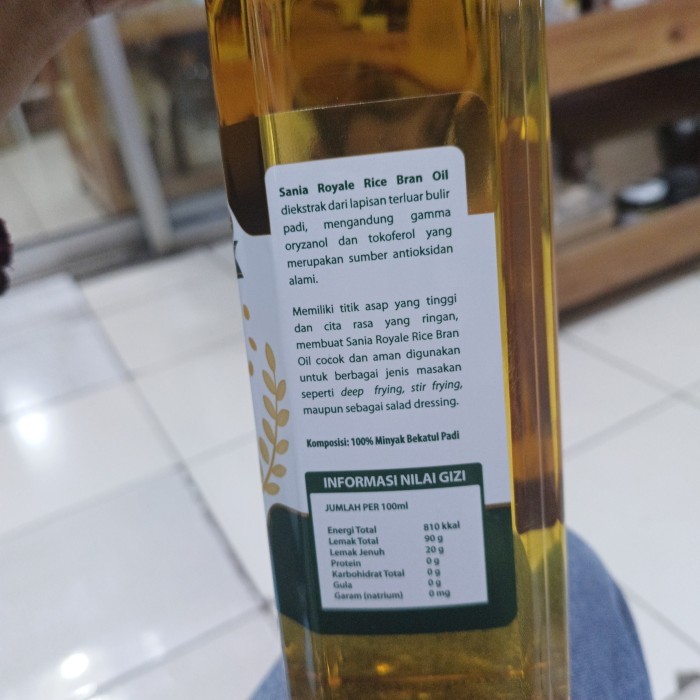 Sania Royale Rice Bran Oil
diekstrak dari lapisan terluar bulir
padi, mengandung gamma
oryzanol dan tokoferol yang
merupakan sumber antioksidan
alami.
Memiliki titik asap yang tinggi
dan cita rasa yang ringan,
membuat Sania Royale Rice Bran
Oil cocok dan aman digunakan
untuk berbagai jenis masakan
seperti deep frying, stir frying,
maupun sebagai salad dressing.
Komposisi: 100% Minyak Bekatul Padi
INFORMASI NILAI GIZI
JUMLAH PER 100ml
Energi Total 810 kkal
Lemak Total 90 g
Lemak Jenuh 20 g
Protein 0 g
Karbohidrat Total 0 g
Gula 0 g
Garam (natrium) 0 mg